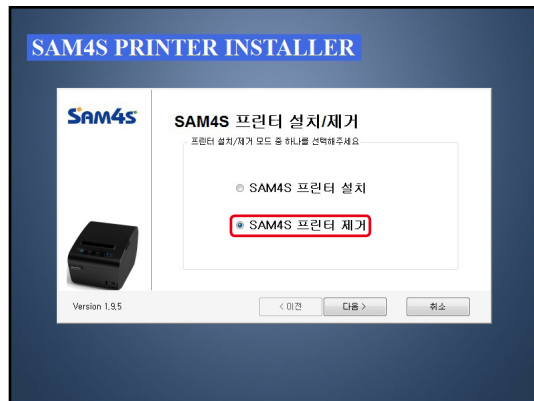 SAM4S PRINTER INSTALLER
SAM4S
SAM4S 프린터 설치/제거
프린터 설치/제거 모드 중 하나를 선택해주세요
SAM4S 프린터 설치
SAM4S 프린터 제거
Version 1.9.5
< 이전
다음 >
취소